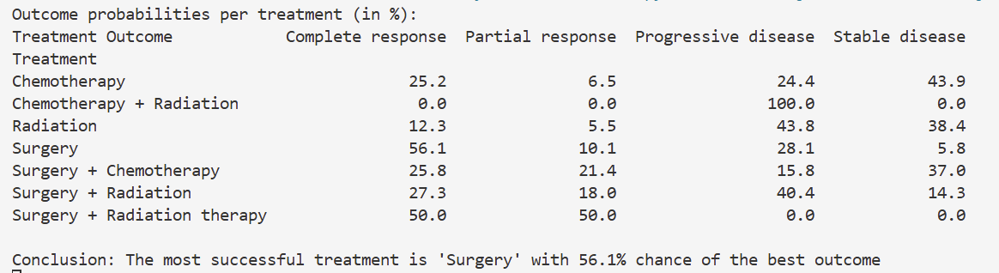 Outcome probabilities per treatment (in %):
Treatment Outcome Complete response Partial response Progressive disease Stable disease
Treatment
Chemotherapy 25.2 6.5 24.4 43.9
Chemotherapy + Radiation 0.0 0.0 100.0 0.0
Radiation 12.3 5.5 43.8 38.4
Surgery 56.1 10.1 28.1 5.8
Surgery + Chemotherapy 25.8 21.4 15.8 37.0
Surgery + Radiation 27.3 18.0 40.4 14.3
Surgery + Radiation therapy 50.0 50.0 0.0 0.0
Conclusion: The most successful treatment is 'Surgery' with 56.1% chance of the best outcome